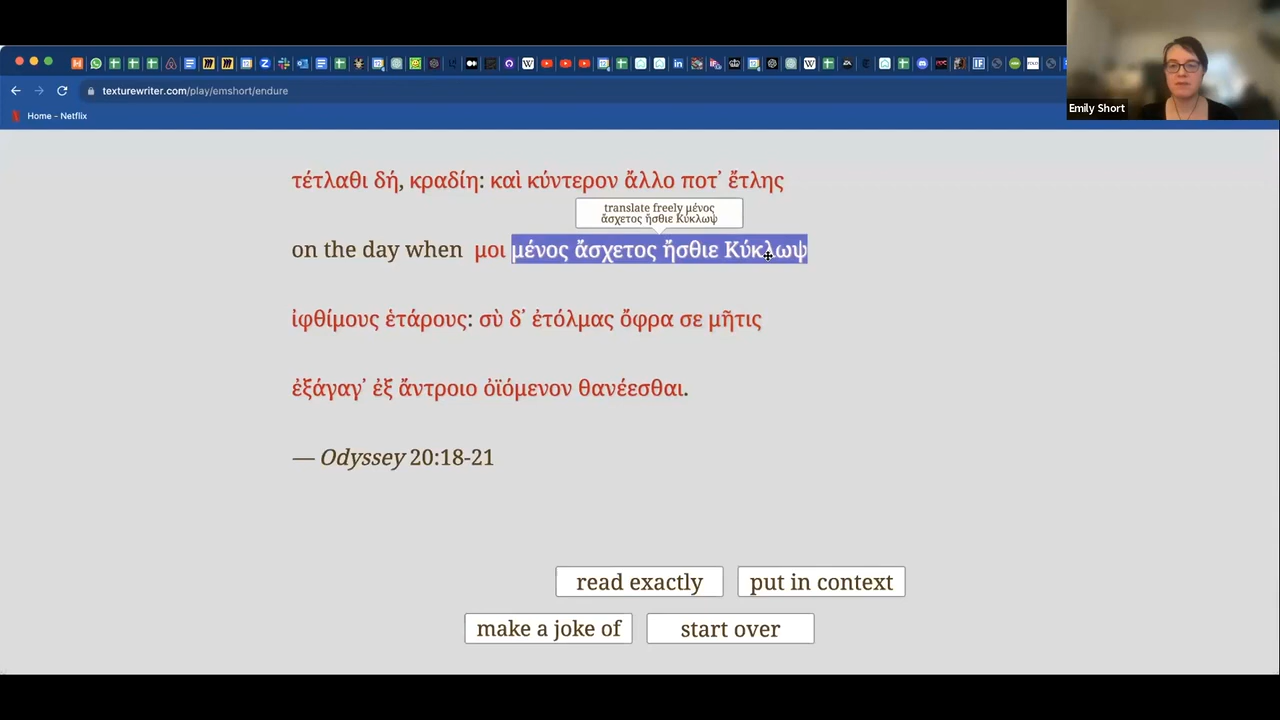 texturewriter.com/play/emshort/endure
Home - Netflix
Emily Short
τέτλαθι δή, κραδίη: καὶ κύντερον ἄλλο ποτ᾽ ἔτλης
translate freely μένος
ἄσχετος ἤσθιε Κύκλωψ
on the day when μοι μένος ἄσχετος ἤσθιε Κύκλωψ
ἰφθίμους ἑτάρους: σὺ δ᾽ ἐτόλμας ὄφρα σε μῆτις
ἐξάγαγ᾽ ἐξ ἄντροιο ὀϊόμενον θανέεσθαι.
— Odyssey 20:18-21
read exactly put in context
make a joke of start over